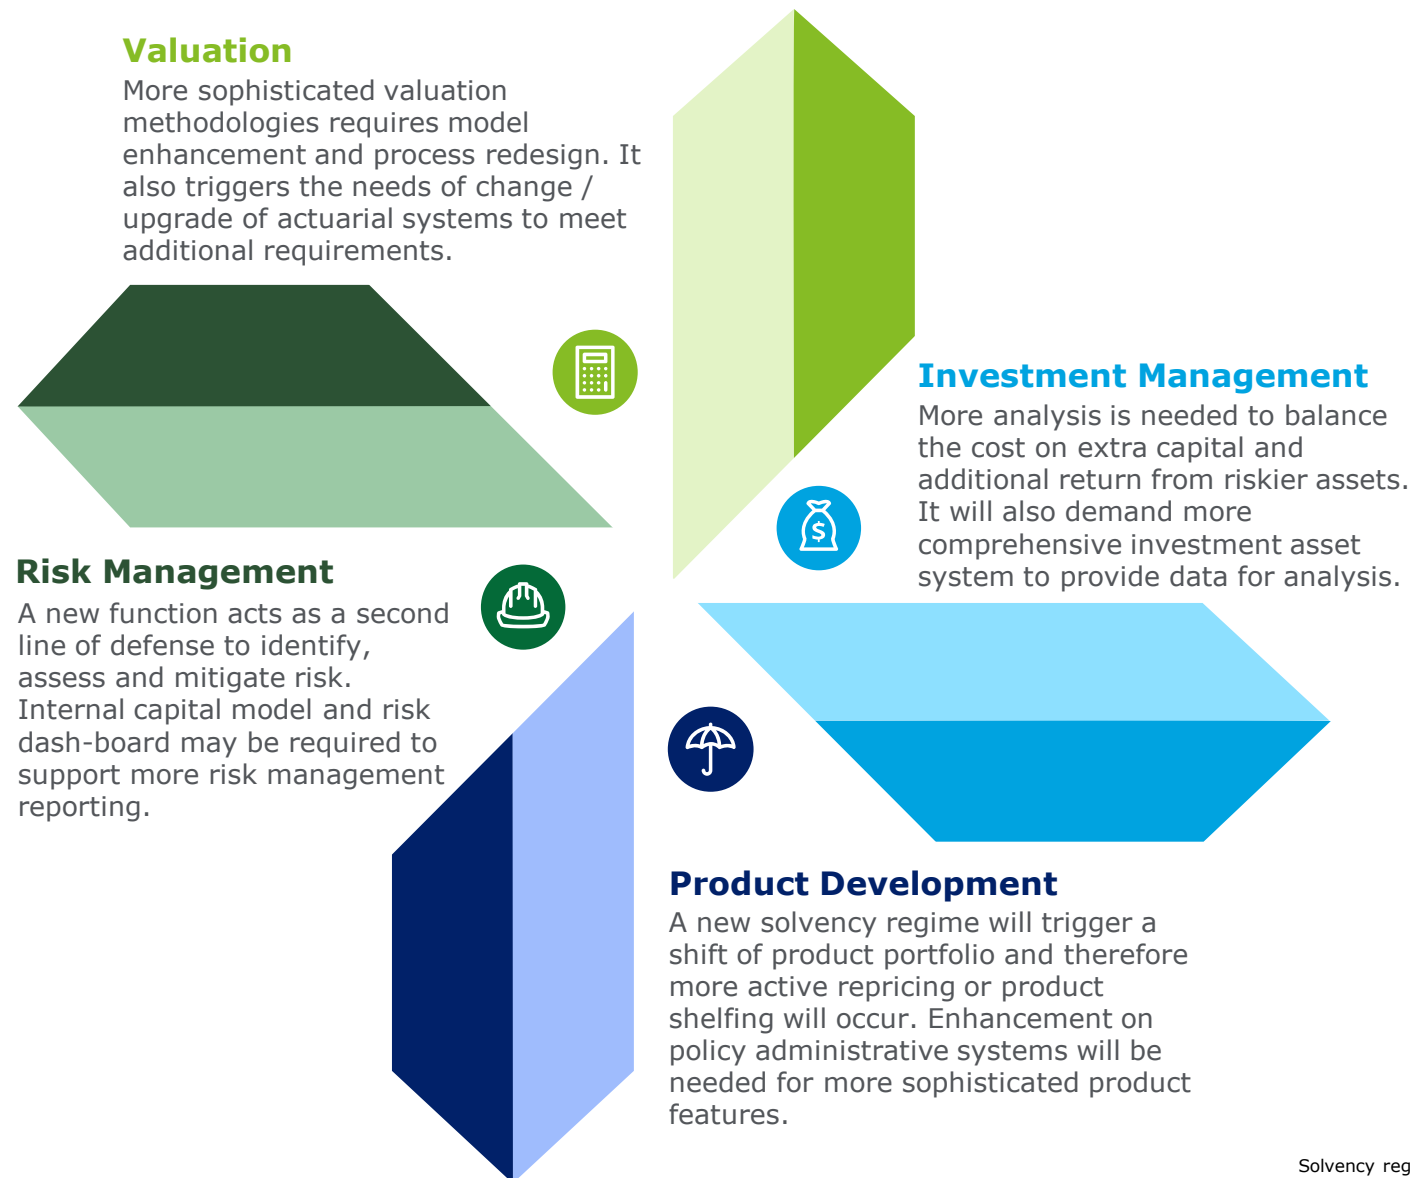 Valuation
More sophisticated valuation
methodologies requires model
enhancement and process redesign. It
also triggers the needs of change /
upgrade of actuarial systems to meet
additional requirements.
Investment Management
More analysis is needed to balance
the cost on extra capital and
additional return from riskier assets.
It will also demand more
comprehensive investment asset
system to provide data for analysis.
Risk Management
A new function acts as a second
line of defense to identify,
assess and mitigate risk.
Internal capital model and risk
dash-board may be required to
support more risk management
reporting.
Product Development
A new solvency regime will trigger a
shift of product portfolio and therefore
more active repricing or product
shelfing will occur. Enhancement on
policy administrative systems will be
needed for more sophisticated product
features.
Solvency reg